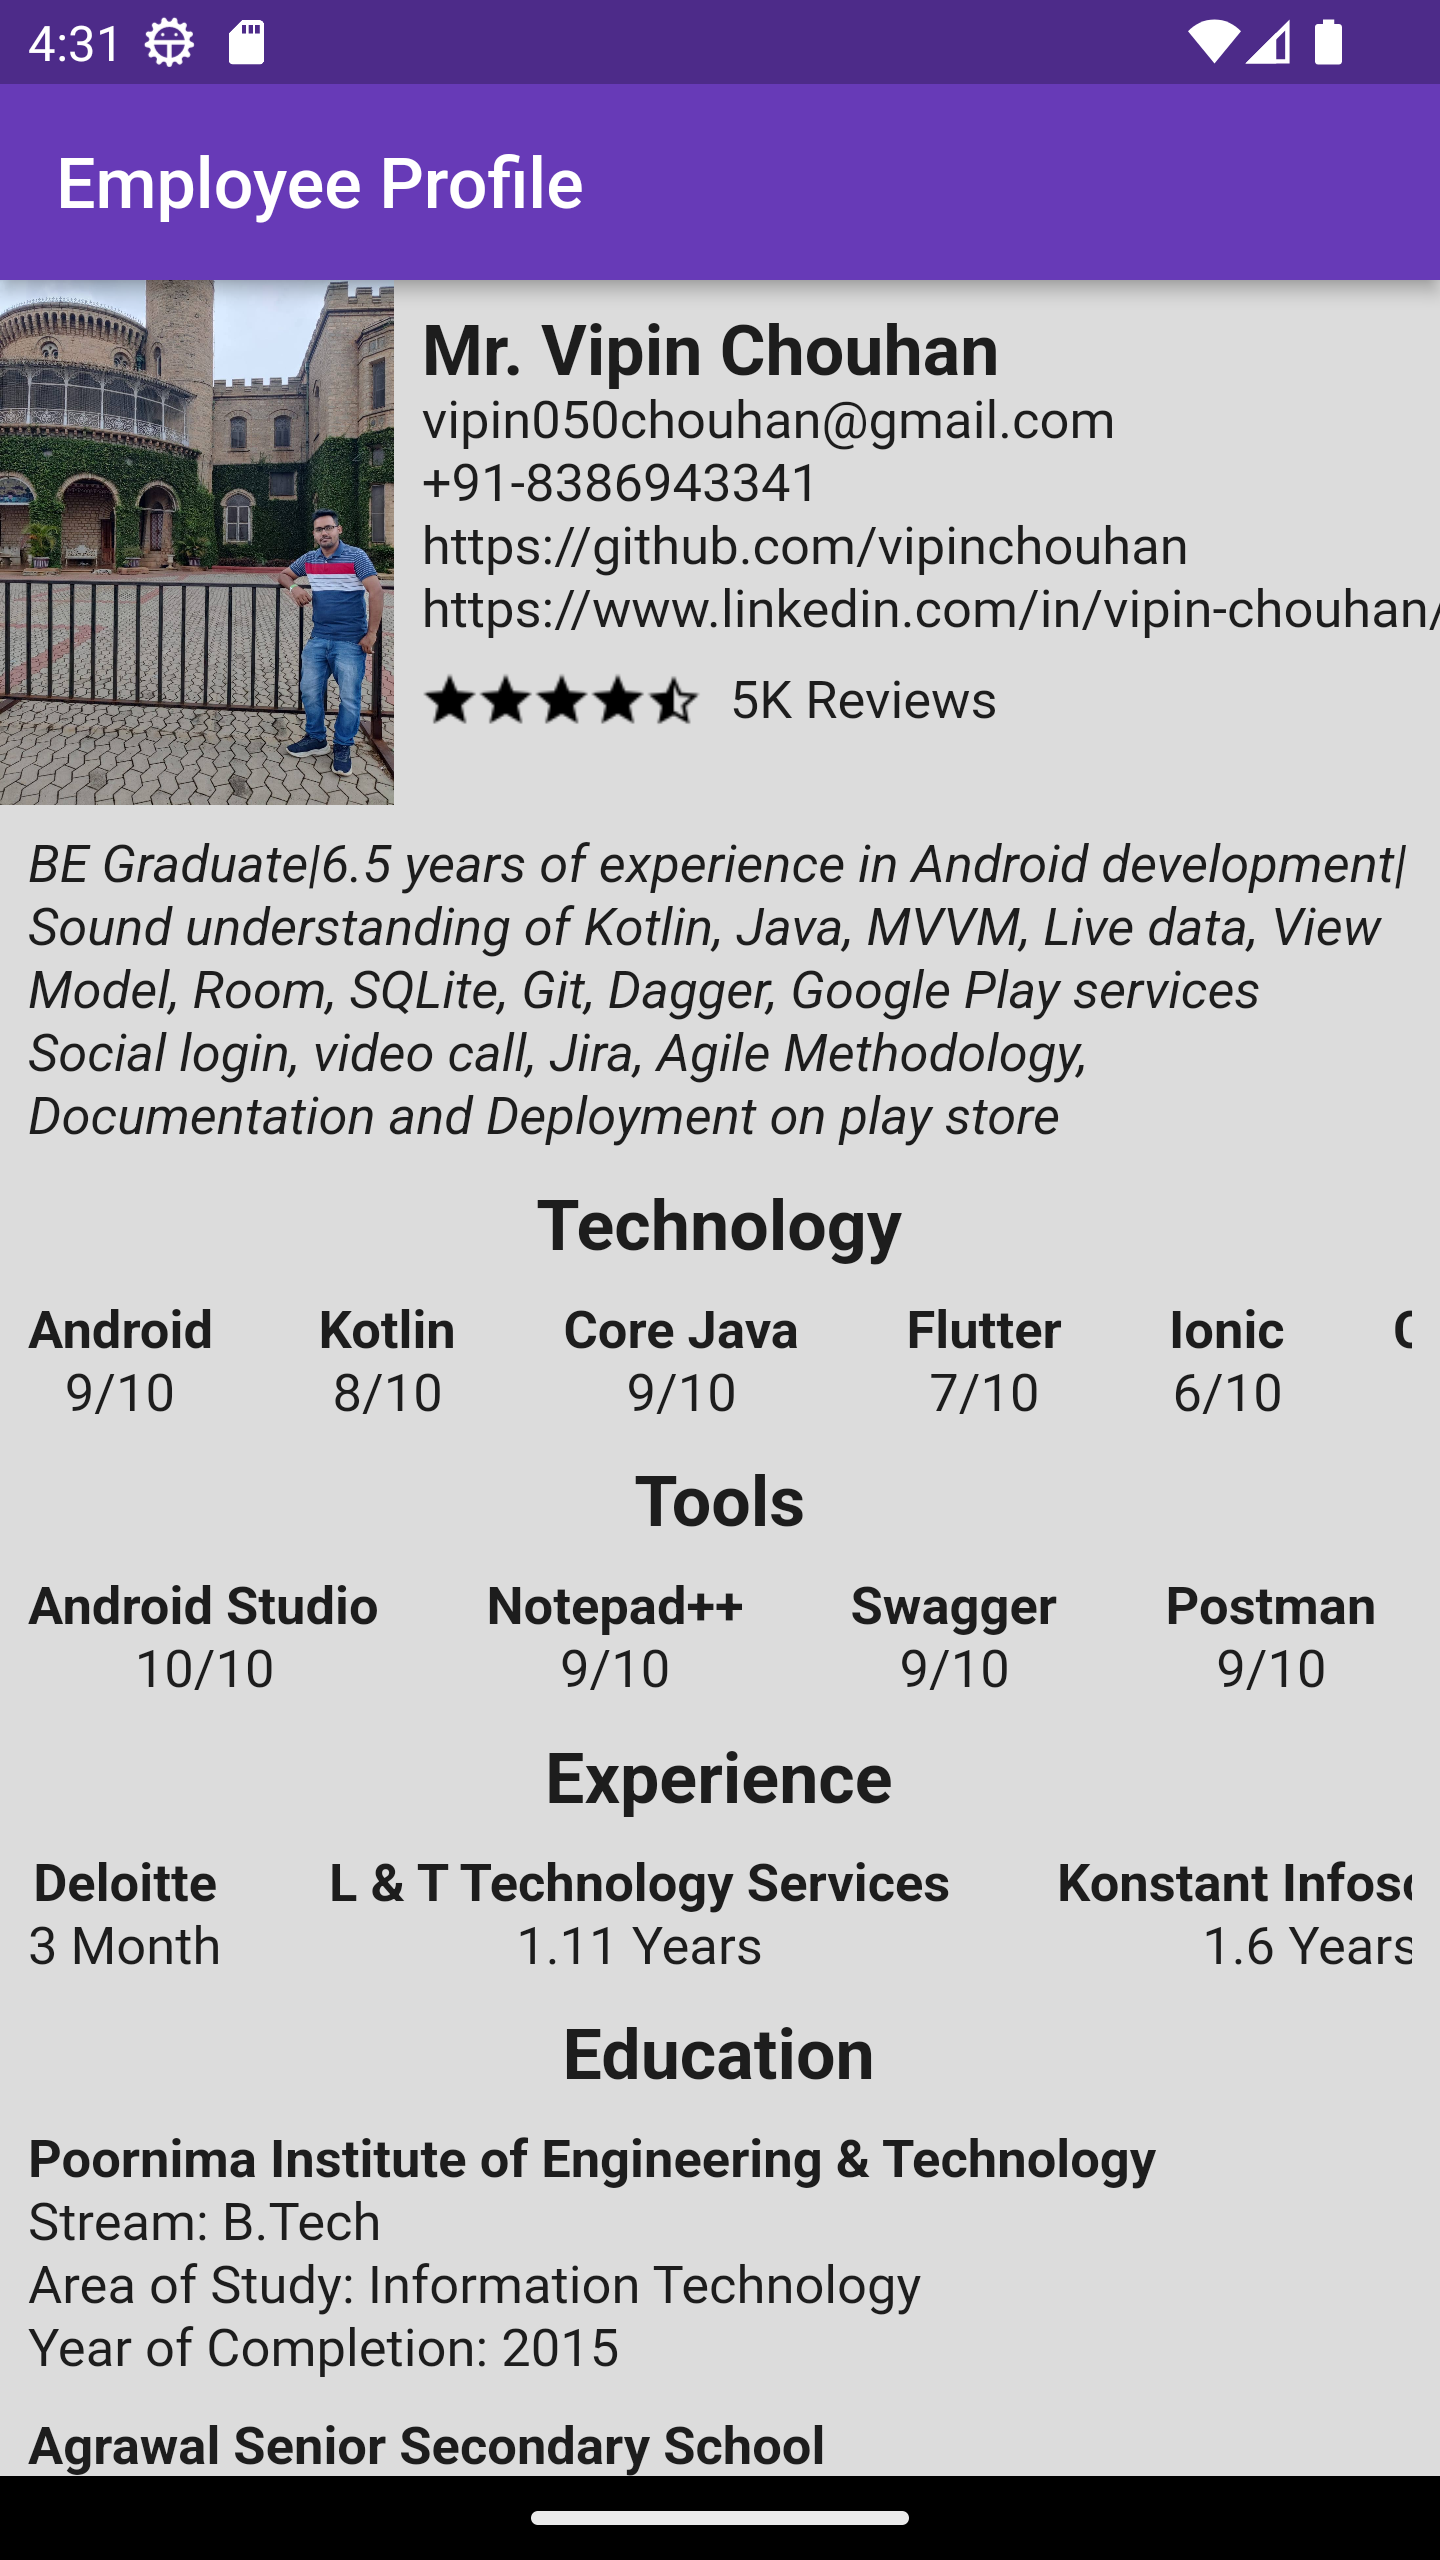 4:31
Employee Profile
Mr. Vipin Chouhan
vipin050chouhan@gmail.com
+91-8386943341
https://github.com/vipinchouhan
https://www.linkedin.com/in/vipin-chouhan/
5K Reviews
BE Graduate|6.5 years of experience in Android development|
Sound understanding of Kotlin, Java, MVVM, Live data, View
Model, Room, SQLite, Git, Dagger, Google Play services
Social login, video call, Jira, Agile Methodology,
Documentation and Deployment on play store
Technology
Android Kotlin Core Java Flutter Ionic
9/10 8/10 9/10 7/10 6/10
Tools
Android Studio Notepad++ Swagger Postman
10/10 9/10 9/10 9/10
Experience
Deloitte L & T Technology Services Konstant
3 Month 1.11 Years 1.6 Years
Education
Poornima Institute of Engineering & Technology
Stream: B.Tech
Area of Study: Information Technology
Year of Completion: 2015
Agrawal Senior Secondary School